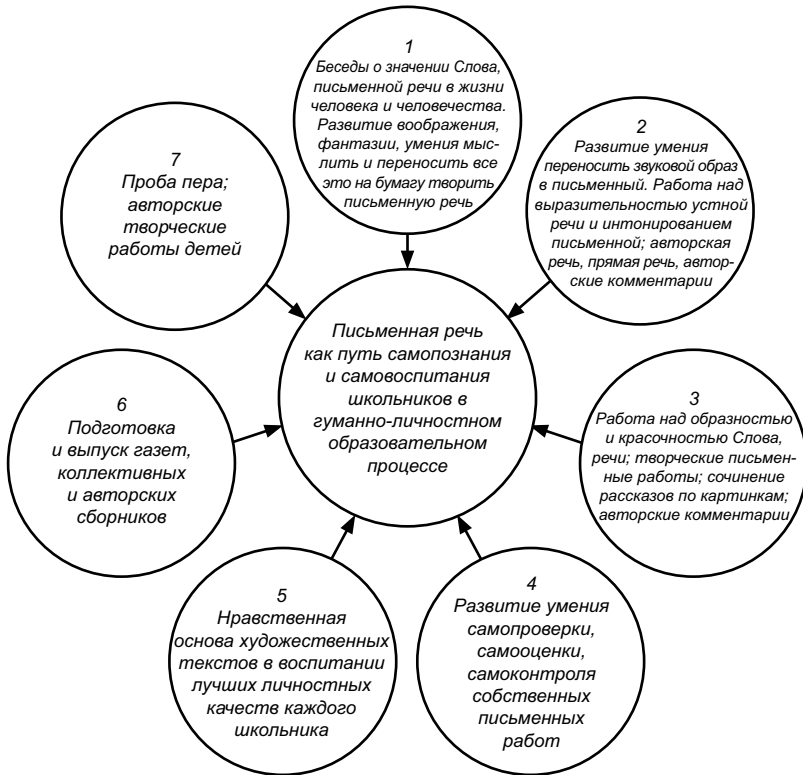 1
Беседы о значении Слова,
письменной речи в жизни
человека и человечества.
Развитие воображения,
фантазии, умения мыс-
лить и переносить все
это на бумагу творить
письменную речь
2
Развитие умения
переносить звуковой образ
в письменный. Работа над
выразительностью устной
речи и интонированием
письменной; авторская
речь, прямая речь, автор-
ские комментарии
3
Работа над образностью
и красочностью Слова,
речи; творческие письмен-
ные работы; сочинение
рассказов по картинкам;
авторские комментарии
4
Развитие умения
самопроверки,
самооценки,
самоконтроля
собственных
письменных
работ
5
Нравственная
основа художественных
текстов в воспитании
лучших личностных
качеств каждого
школьника
6
Подготовка
и выпуск газет,
коллективных
и авторских
сборников
7
Проба пера;
авторские
творческие
работы детей
Письменная речь
как путь самопознания
и самовоспитания
школьников в
гуманно-личностном
образовательном
процессе